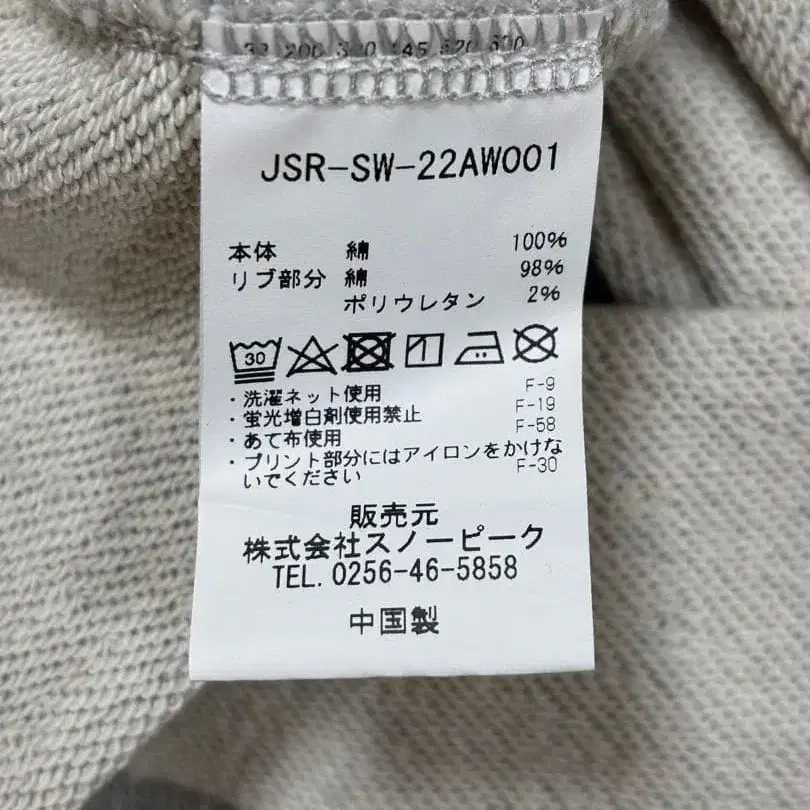 JSR-SW-22AW001
本体 綿 100%
リブ部分 綿 98%
ポリウレタン 2%
30
・洗濯ネット使用 F-9
・蛍光増白剤使用禁止 F-19
・あて布使用 F-58
・プリント部分にはアイロンをかけな
いでください F-30
販売元
株式会社スノーピーク
TEL. 0256-46-5858
中国製